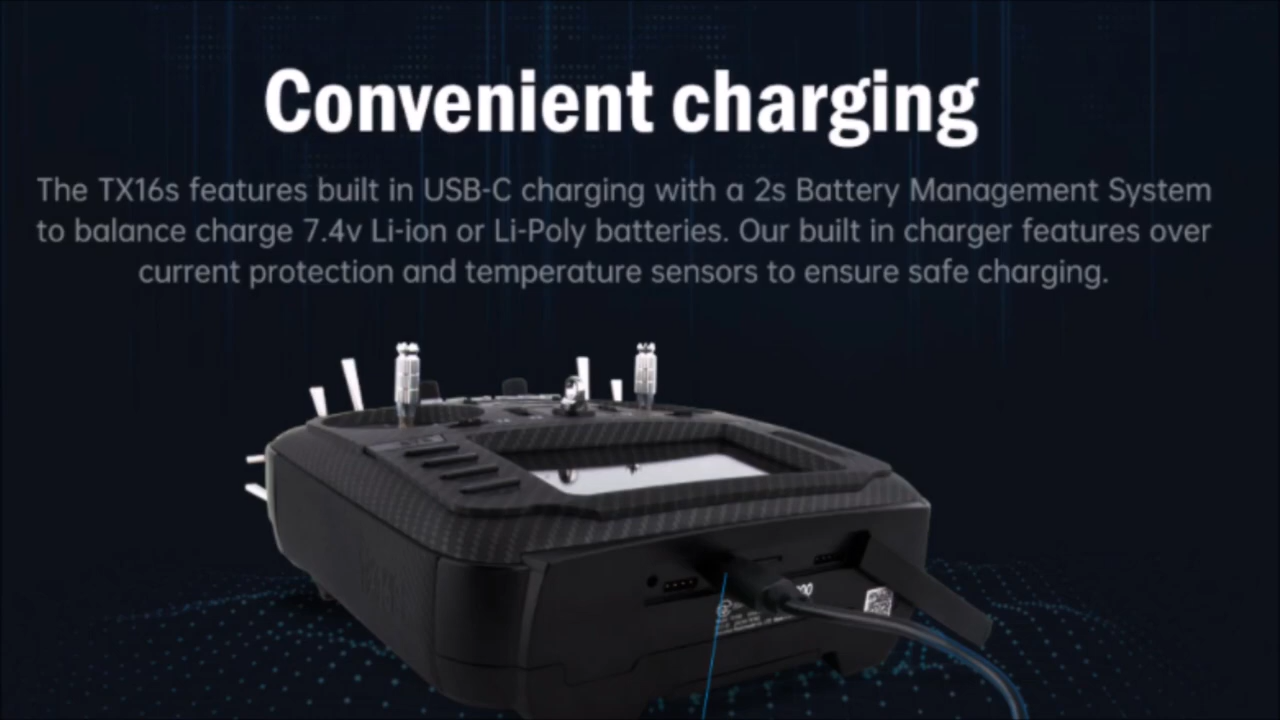 Convenient charging
The TX16s features built in USB-C charging with a 2s Battery Management System
to balance charge 7.4v Li-ion or Li-Poly batteries. Our built in charger features over
current protection and temperature sensors to ensure safe charging.